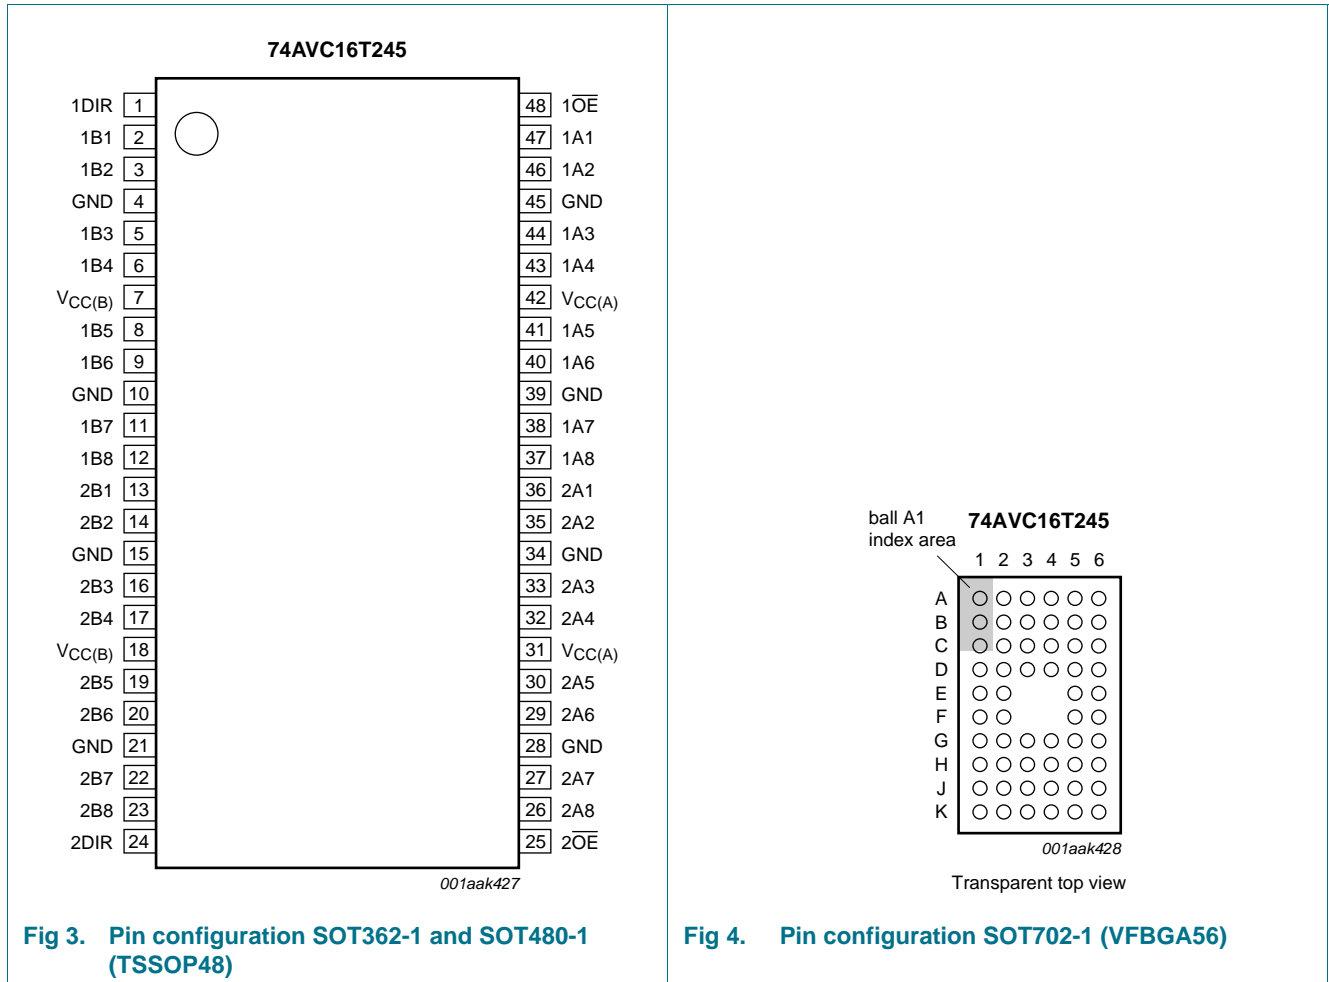 74AVC16T245
1DIR 1 48 1OE
1B1 2 47 1A1
1B2 3 46 1A2
GND 4 45 GND
1B3 5 44 1A3
1B4 6 43 1A4
VCC(B) 7 42 VCC(A)
1B5 8 41 1A5
1B6 9 40 1A6
GND 10 39 GND
1B7 11 38 1A7
1B8 12 37 1A8
2B1 13 36 2A1
2B2 14 35 2A2
GND 15 34 GND
2B3 16 33 2A3
2B4 17 32 2A4
VCC(B) 18 31 VCC(A)
2B5 19 30 2A5
2B6 20 29 2A6
GND 21 28 GND
2B7 22 27 2A7
2B8 23 26 2A8
2DIR 24 25 2OE
001aak427
Fig 3. Pin configuration SOT362-1 and SOT480-1
(TSSOP48)
ball A1
index area
74AVC16T245
1 2 3 4 5 6
A
B
C
D
E
F
G
H
J
K
001aak428
Transparent top view
Fig 4. Pin configuration SOT702-1 (VFBGA56)